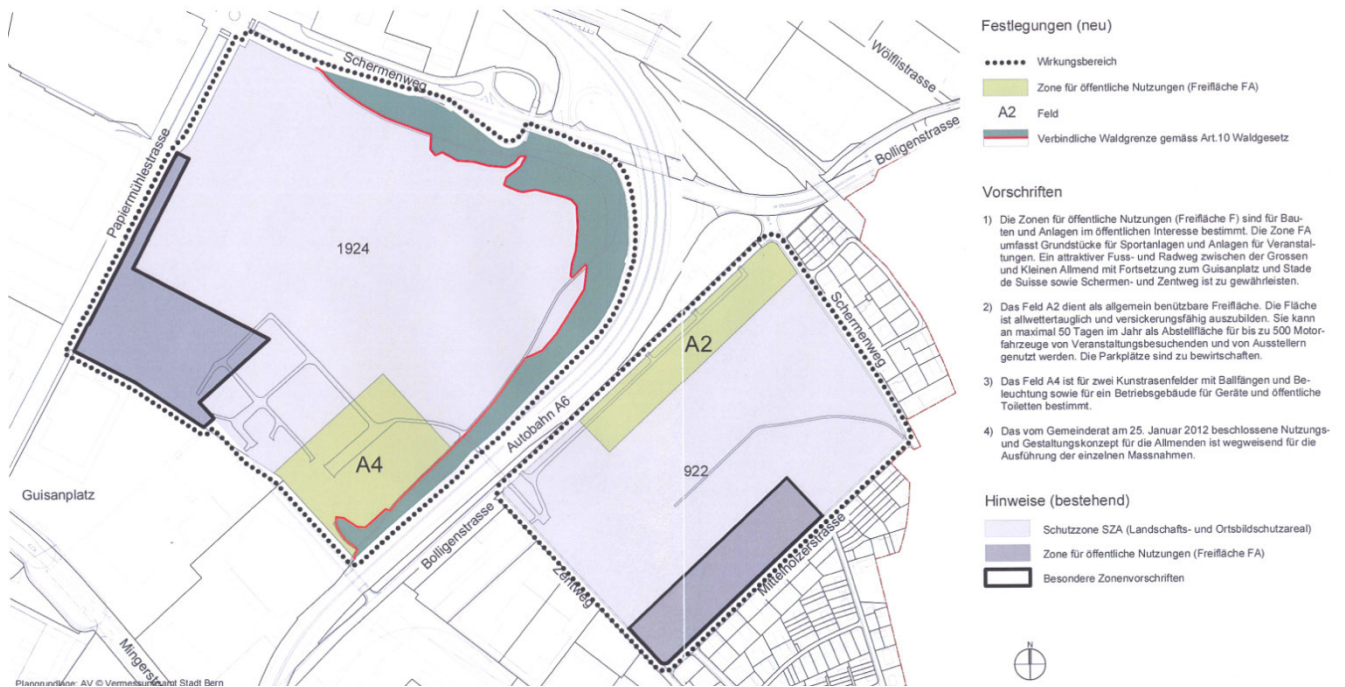 Schermenweg
Wölflistrasse
Bolligenstrasse
Papiermühlestrasse
1924
A2
Schermenweg
A4
Autobahn A6
922
Guisanplatz
Bolligenstrasse
Zentweg
Mittelholzerstrasse
Plangrundlage: AV © Vermessungsamt Stadt Bern
Festlegungen (neu)
Wirkungsbereich
Zone für öffentliche Nutzungen (Freifläche FA)
A2 Feld
Verbindliche Waldgrenze gemäss Art.10 Waldgesetz
Vorschriften
1) Die Zonen für öffentliche Nutzungen (Freifläche F) sind für Bau-
ten und Anlagen im öffentlichen Interesse bestimmt. Die Zone FA
umfasst Grundstücke für Sportanlagen und Anlagen für Veranstal-
tungen. Ein attraktiver Fuss- und Radweg zwischen der Grossen
und Kleinen Allmend mit Fortsetzung zum Guisanplatz und Stade
de Suisse sowie Schermen- und Zentweg ist zu gewährleisten.
2) Das Feld A2 dient als allgemein benützbare Freifläche. Die Fläche
ist allwettertauglich und versickerungsfähig auszubilden. Sie kann
an maximal 50 Tagen im Jahr als Abstellfläche für bis zu 500 Motor-
fahrzeuge von Veranstaltungsbesuchenden und von Ausstellern
genutzt werden. Die Parkplätze sind zu bewirtschaften.
3) Das Feld A4 ist für zwei Kunstrasenfelder mit Ballfängen und Be-
leuchtung sowie für ein Betriebsgebäude für Geräte und öffentliche
Toiletten bestimmt.
4) Das vom Gemeinderat am 25. Januar 2012 beschlossene Nutzungs-
und Gestaltungskonzept für die Allmenden ist wegweisend für die
Ausführung der einzelnen Massnahmen.
Hinweise (bestehend)
Schutzzone SZA (Landschafts- und Ortsbildschutzareal)
Zone für öffentliche Nutzungen (Freifläche FA)
Besondere Zonenvorschriften
N